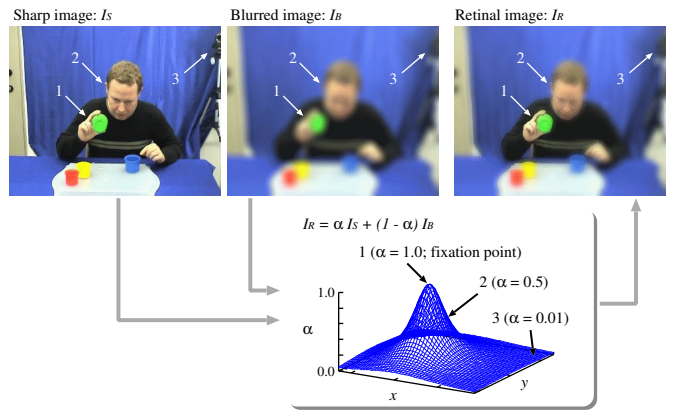 Sharp image: IS
Blurred image: IB
Retinal image: IR
1
2
3
1
2
3
1
2
3
IR = α IS + (1 - α) IB
1 (α = 1.0; fixation point)
2 (α = 0.5)
3 (α = 0.01)
1.0
α
0.0
x
y